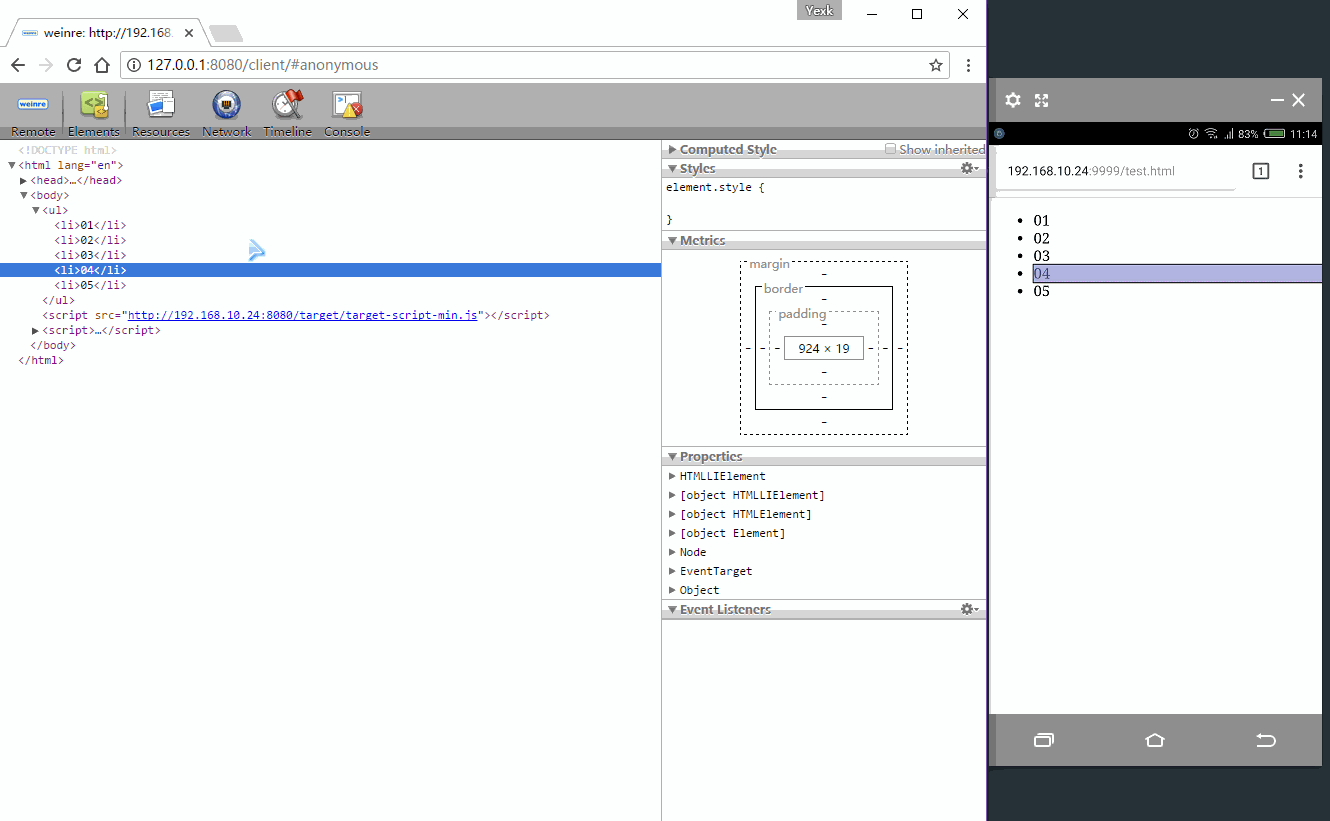 Yexk
weinre: http://192.168.
127.0.0.1:8080/client/#anonymous
weinre
Remote Elements Resources Network Timeline Console
<!DOCTYPE html>
<html lang="en">
<head>…</head>
<body>
<ul>
<li>01</li>
<li>02</li>
<li>03</li>
<li>04</li>
<li>05</li>
</ul>
<script src="http://192.168.10.24:8080/target/target-script-min.js"></script>
<script>…</script>
</body>
</html>
Computed Style Show inherited
Styles
element.style {
}
Metrics
margin
-
border
-
padding
-
- - - 924 × 19 - - -
-
-
-
Properties
HTMLLIElement
[object HTMLLIElement]
[object HTMLElement]
[object Element]
Node
EventTarget
Object
Event Listeners
83% 11:14
192.168.10.24:9999/test.html 1
• 01
• 02
• 03
• 04
• 05